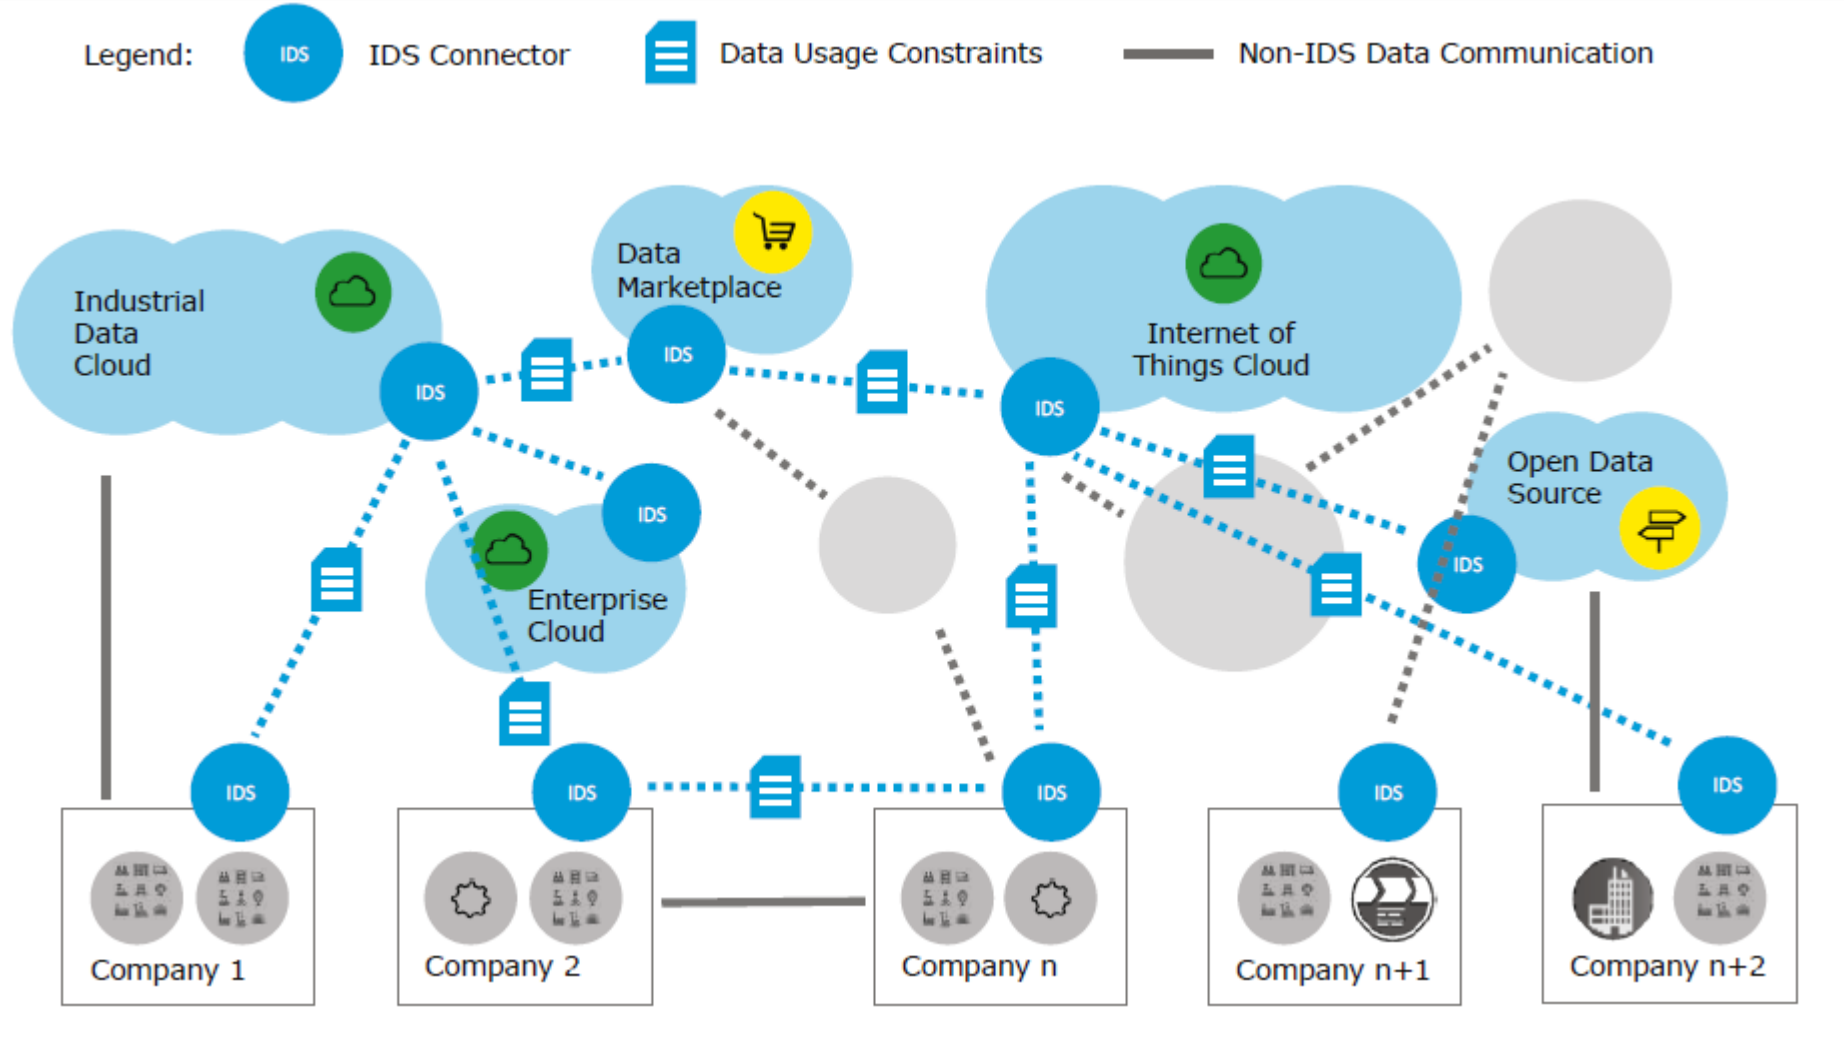 Legend:
IDS
IDS Connector
Data Usage Constraints
Non-IDS Data Communication
Data
Marketplace
Industrial
Data
Cloud
Internet of
Things Cloud
IDS
IDS
IDS
Open Data
Source
IDS
IDS
Enterprise
Cloud
IDS
IDS
IDS
IDS
IDS
Company 1
Company 2
Company n
Company n+1
Company n+2